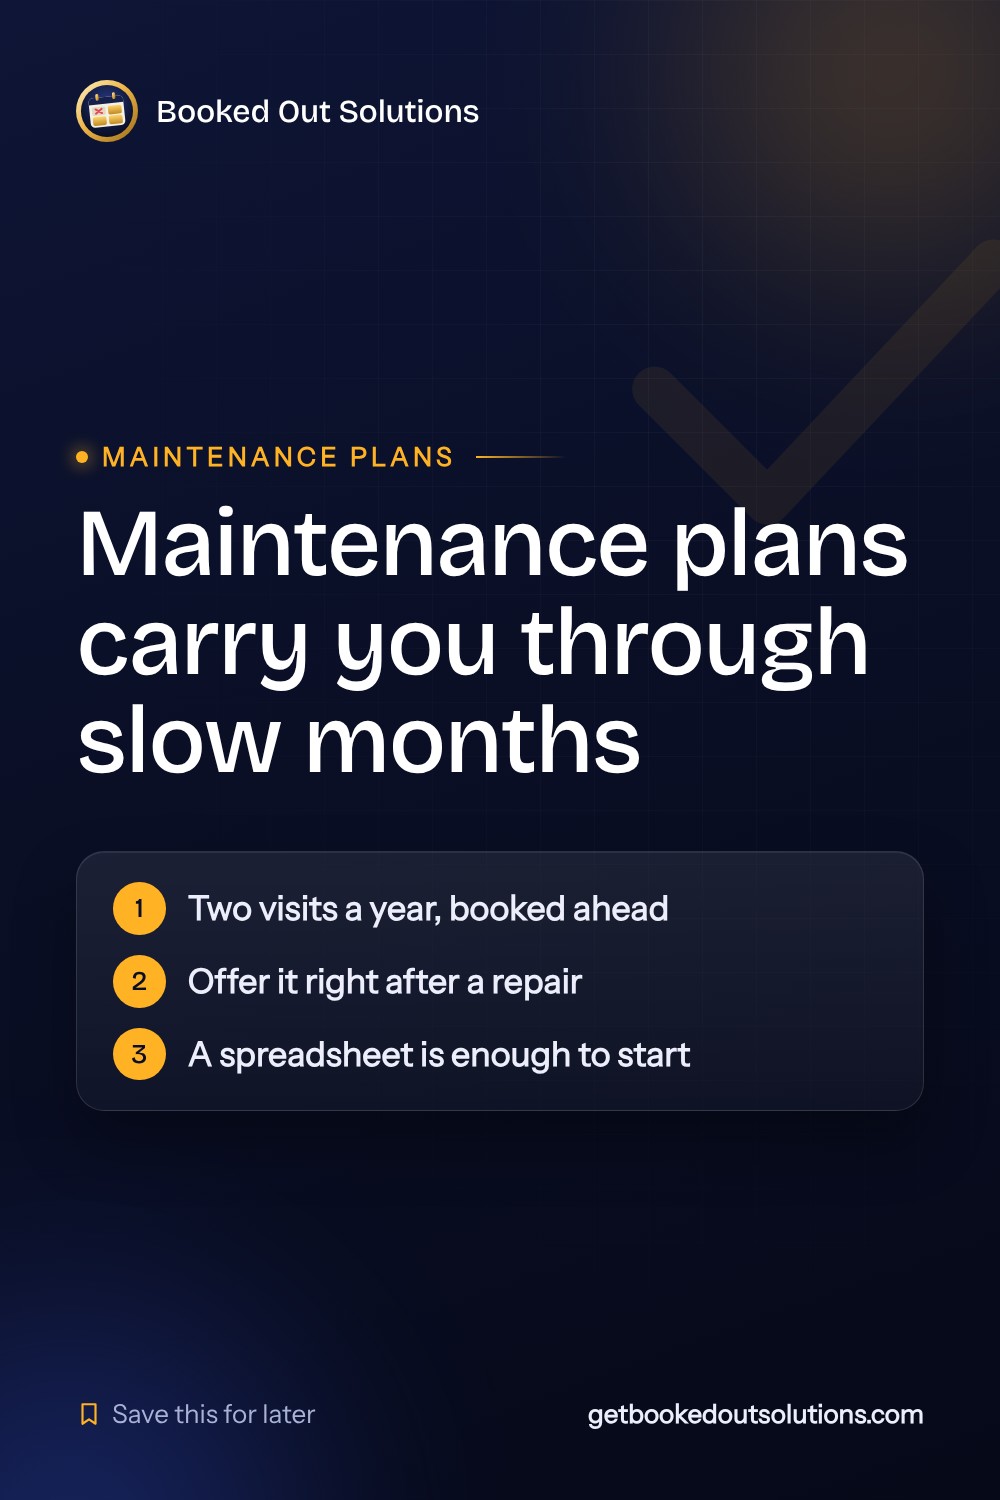 Booked Out Solutions
MAINTENANCE PLANS
Maintenance plans
carry you through
slow months
1 Two visits a year, booked ahead
2 Offer it right after a repair
3 A spreadsheet is enough to start
Save this for later
getbookedoutsolutions.com